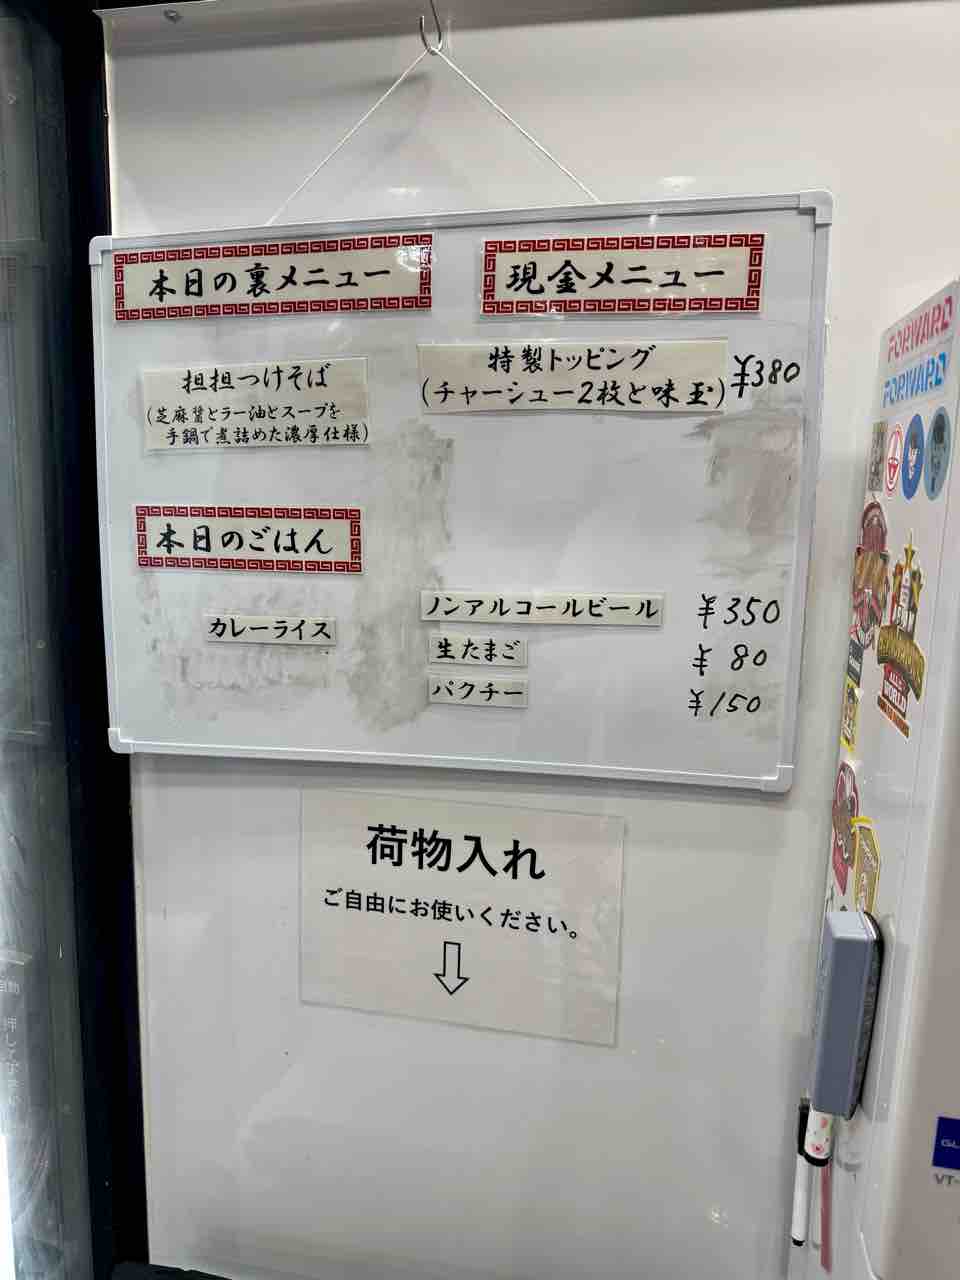 本日の裏メニュー
担担つけそば
(芝麻醤とラー油とスープを
手鍋で煮詰めた濃厚仕様)
本日のごはん
カレーライス
現金メニュー
特製トッピング
(チャーシュー2枚と味玉) ¥380
ノンアルコールビール ¥350
生たまご ¥80
パクチー ¥150
荷物入れ
ご自由にお使いください。
FORWARD
FORWARD
WORLD